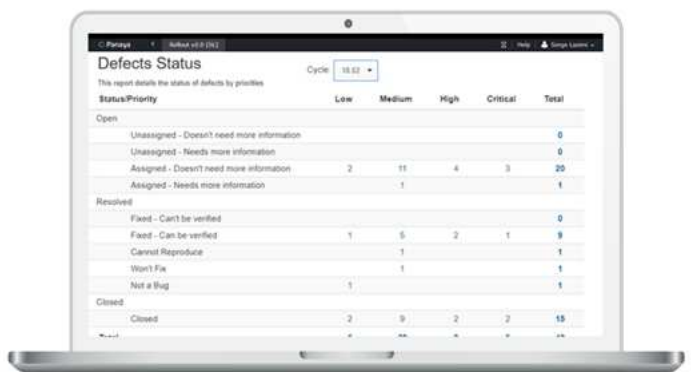 Panaya
Help
Defects Status
Cycle:
This report details the status of defects by priorities
Status/Priority Low Medium High Critical Total
Open
Unassigned - Doesn't need more information 0
Unassigned - Needs more information 0
Assigned - Doesn't need more information 2 11 4 3 20
Assigned - Needs more information 1 1
Resolved
Fixed - Can't be verified 0
Fixed - Can be verified 1 5 2 1 9
Cannot Reproduce 1 1
Won't Fix 1 1
Not a Bug 1 1
Closed
Closed 2 9 2 2 15